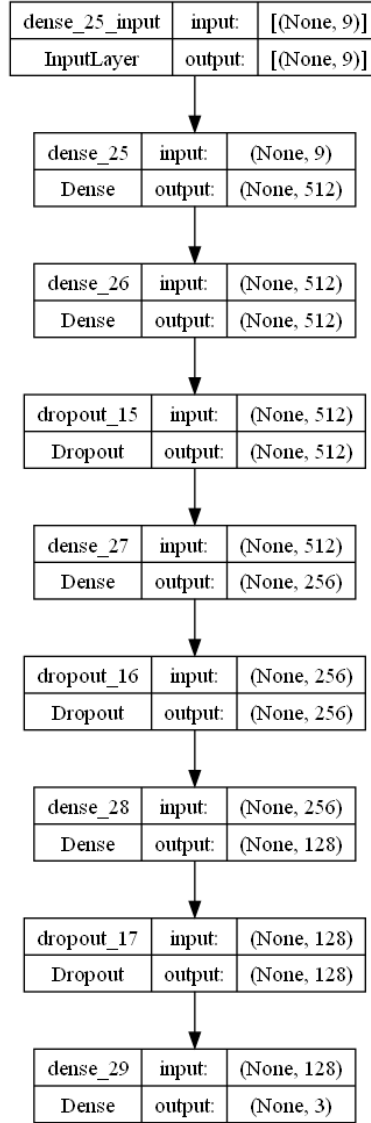 dense_25_input input: [(None, 9)]
InputLayer output: [(None, 9)]
dense_25 input: (None, 9)
Dense output: (None, 512)
dense_26 input: (None, 512)
Dense output: (None, 512)
dropout_15 input: (None, 512)
Dropout output: (None, 512)
dense_27 input: (None, 512)
Dense output: (None, 256)
dropout_16 input: (None, 256)
Dropout output: (None, 256)
dense_28 input: (None, 256)
Dense output: (None, 128)
dropout_17 input: (None, 128)
Dropout output: (None, 128)
dense_29 input: (None, 128)
Dense output: (None, 3)